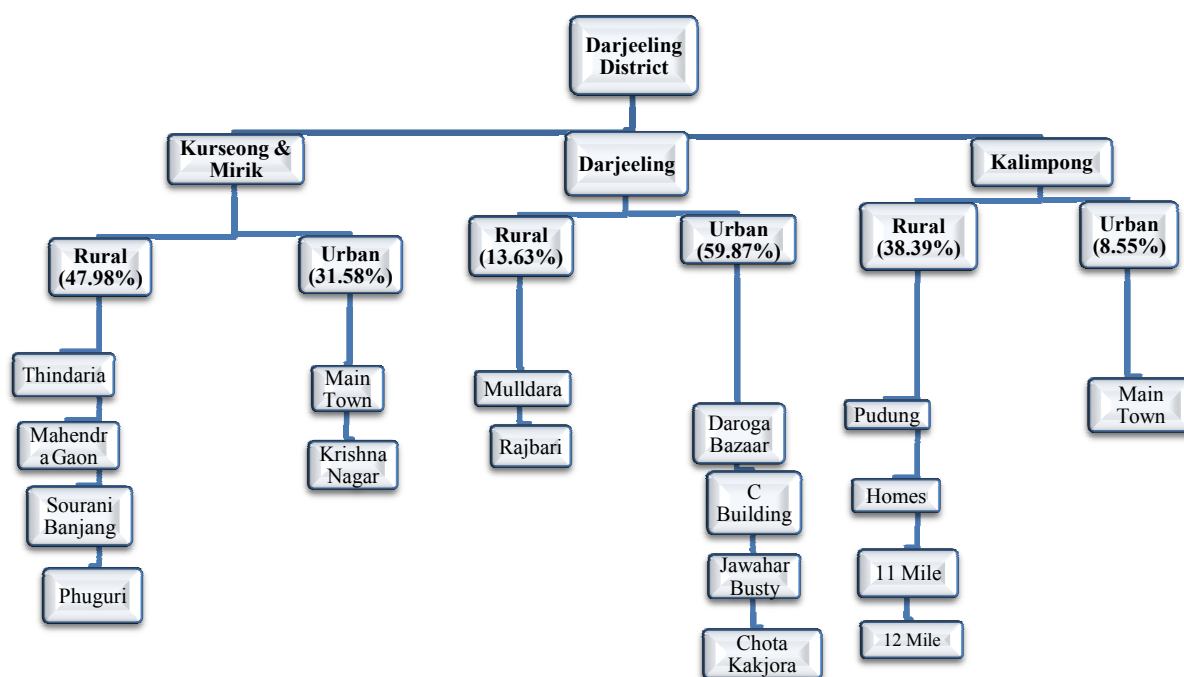 Darjeeling
District
Kurseong &
Mirik
Darjeeling
Kalimpong
Rural
(47.98%)
Urban
(31.58%)
Rural
(13.63%)
Urban
(59.87%)
Rural
(38.39%)
Urban
(8.55%)
Thindaria
Mahendr
a Gaon
Sourani
Banjang
Phuguri
Main
Town
Krishna
Nagar
Mulldara
Rajbari
Daroga
Bazaar
C
Building
Jawahar
Busty
Chota
Kakjora
Pudung
Homes
11 Mile
12 Mile
Main
Town